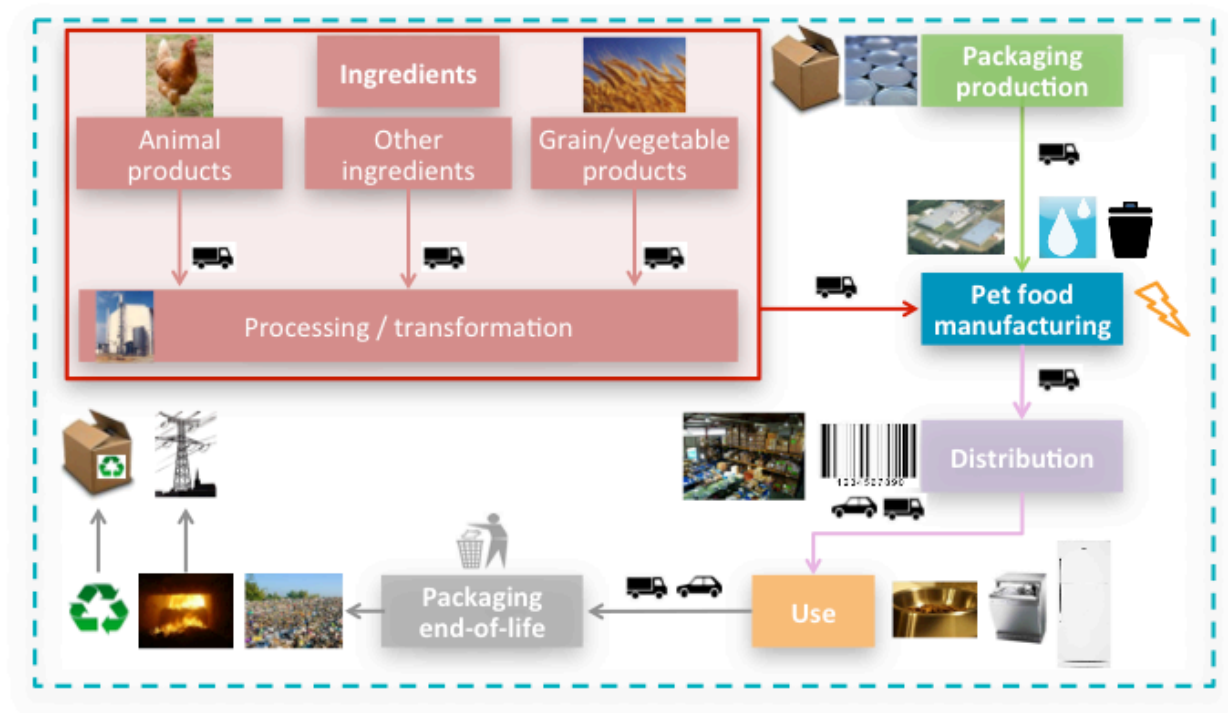 Ingredients
Animal
products
Other
ingredients
Grain/vegetable
products
Processing / transformation
Packaging
production
Pet food
manufacturing
Distribution
1234567890
Use
Packaging
end-of-life